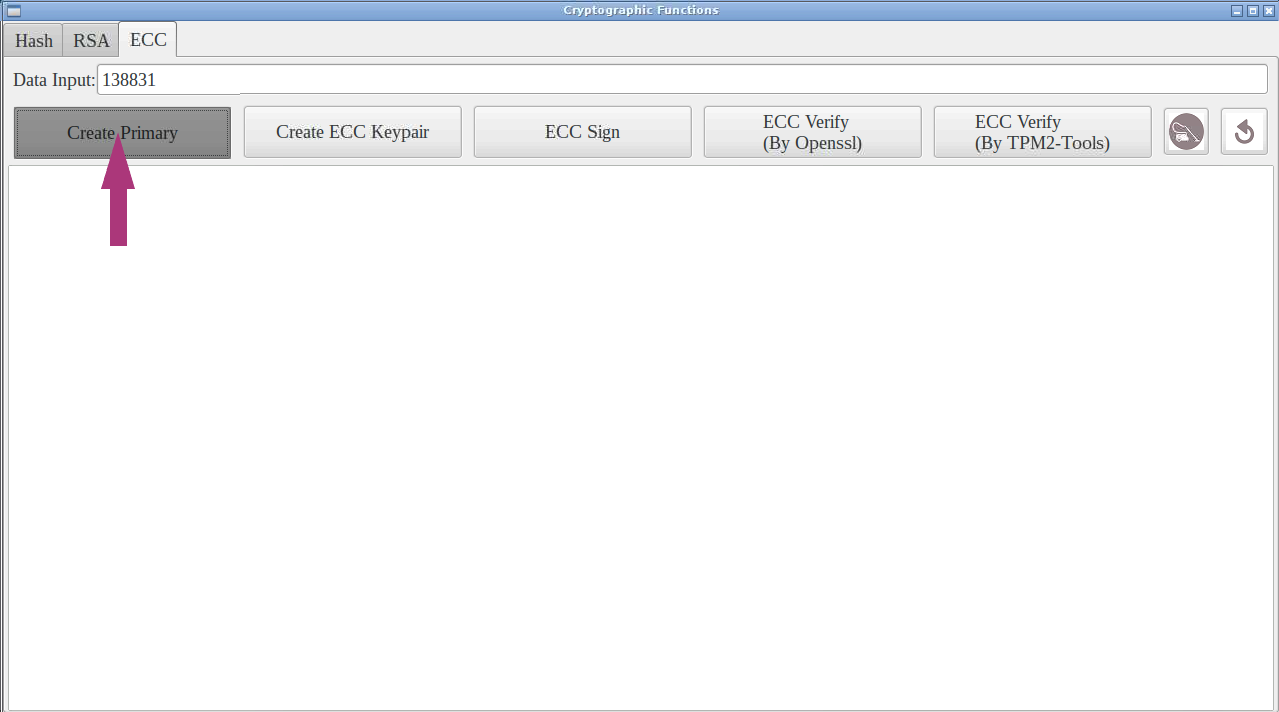 Cryptographic Functions
Hash RSA ECC
Data Input: 138831
Create Primary Create ECC Keypair ECC Sign ECC Verify (By Openssl) ECC Verify (By TPM2-Tools)